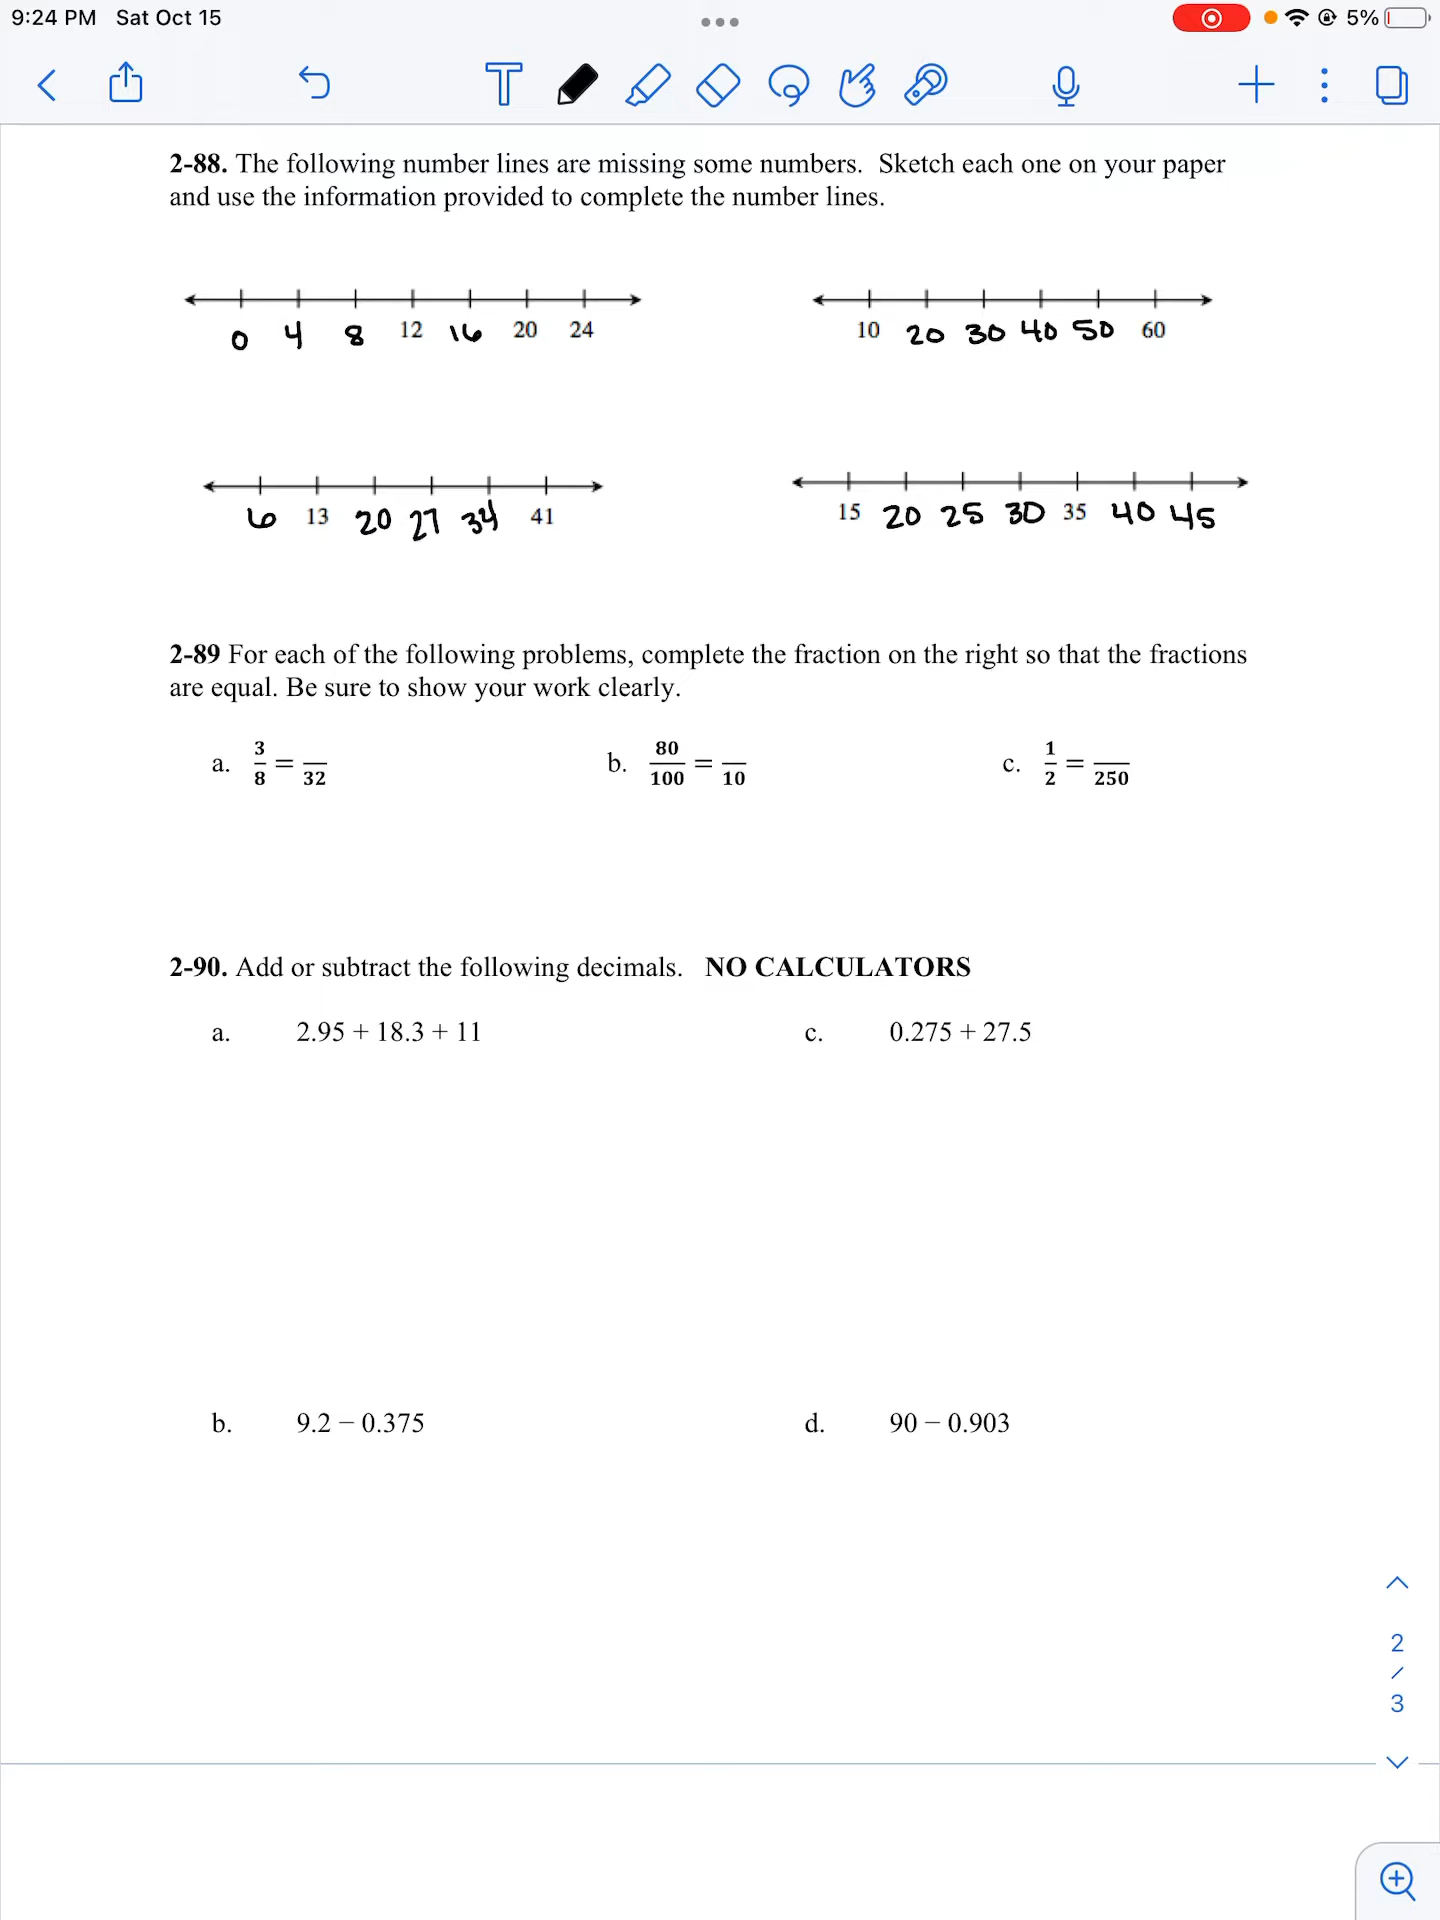 9:24 PM Sat Oct 15
5%
2-88. The following number lines are missing some numbers. Sketch each one on your paper
and use the information provided to complete the number lines.
0 4 8 12 16 20 24
10 20 30 40 50 60
6 13 20 27 34 41
15 20 25 30 35 40 45
2-89 For each of the following problems, complete the fraction on the right so that the fractions
are equal. Be sure to show your work clearly.
a. 3/8 = __/32
b. 80/100 = __/10
c. 1/2 = __/250
2-90. Add or subtract the following decimals. NO CALCULATORS
a. 2.95 + 18.3 + 11
c. 0.275 + 27.5
b. 9.2 − 0.375
d. 90 − 0.903
2
/
3